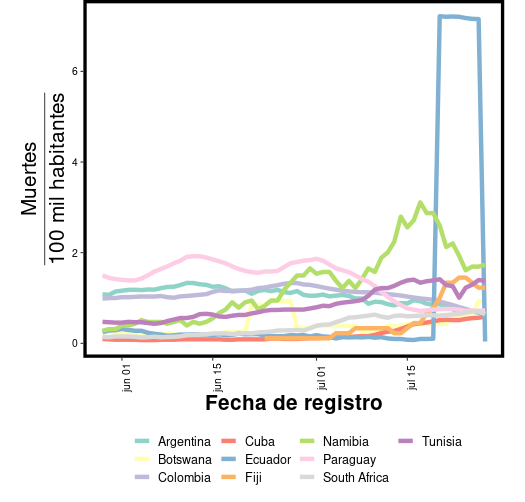 Muertes
100 mil habitantes
6
4
2
0
jun 01
jun 15
jul 01
jul 15
Fecha de registro
Argentina Cuba Namibia Tunisia
Botswana Ecuador Paraguay
Colombia Fiji South Africa